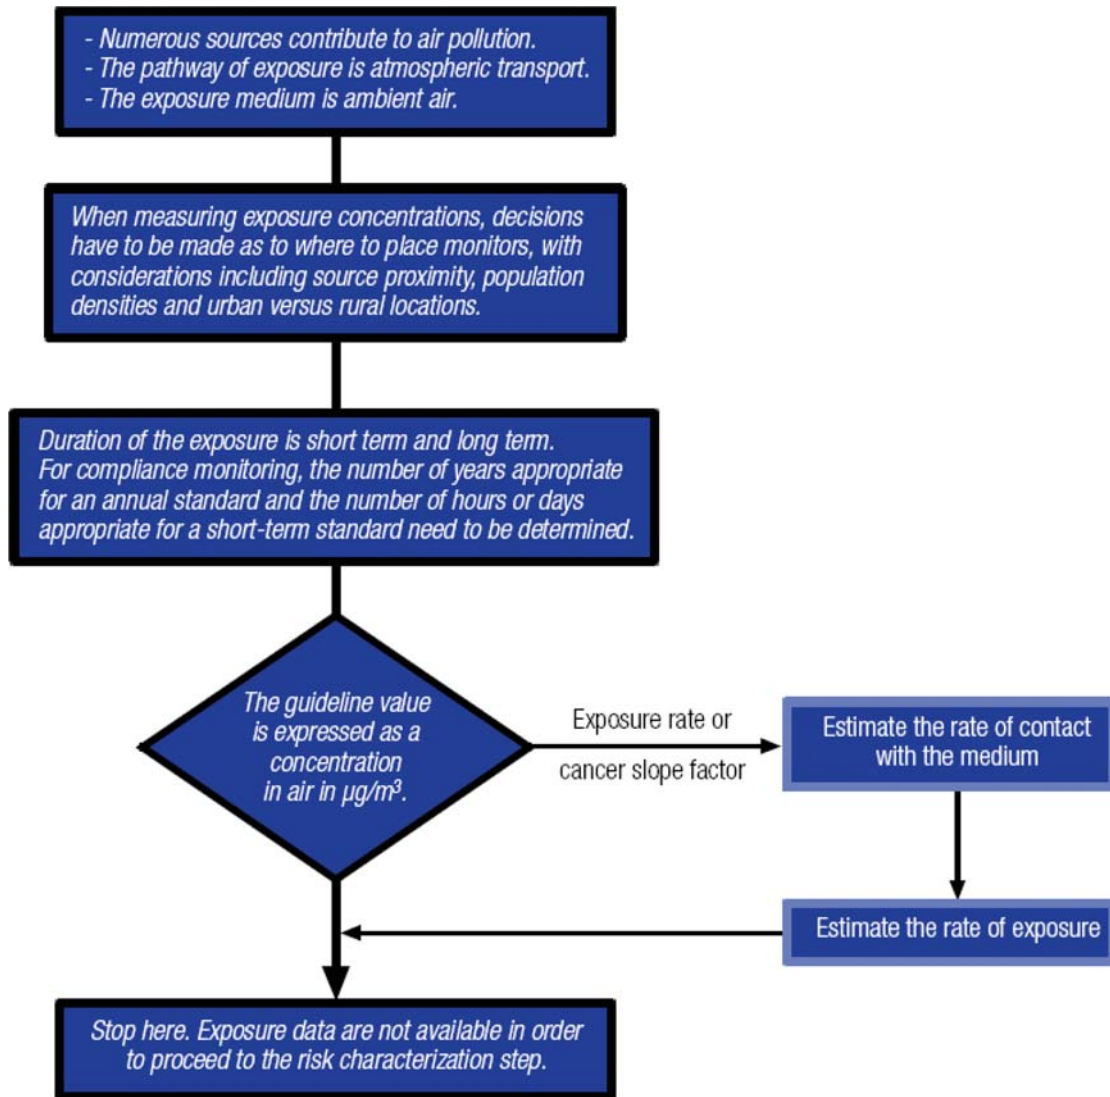 - Numerous sources contribute to air pollution.
- The pathway of exposure is atmospheric transport.
- The exposure medium is ambient air.
When measuring exposure concentrations, decisions
have to be made as to where to place monitors, with
considerations including source proximity, population
densities and urban versus rural locations.
Duration of the exposure is short term and long term.
For compliance monitoring, the number of years appropriate
for an annual standard and the number of hours or days
appropriate for a short-term standard need to be determined.
The guideline value
is expressed as a
concentration
in air in µg/m³.
Exposure rate or
cancer slope factor
Estimate the rate of contact
with the medium
Estimate the rate of exposure
Stop here. Exposure data are not available in order
to proceed to the risk characterization step.